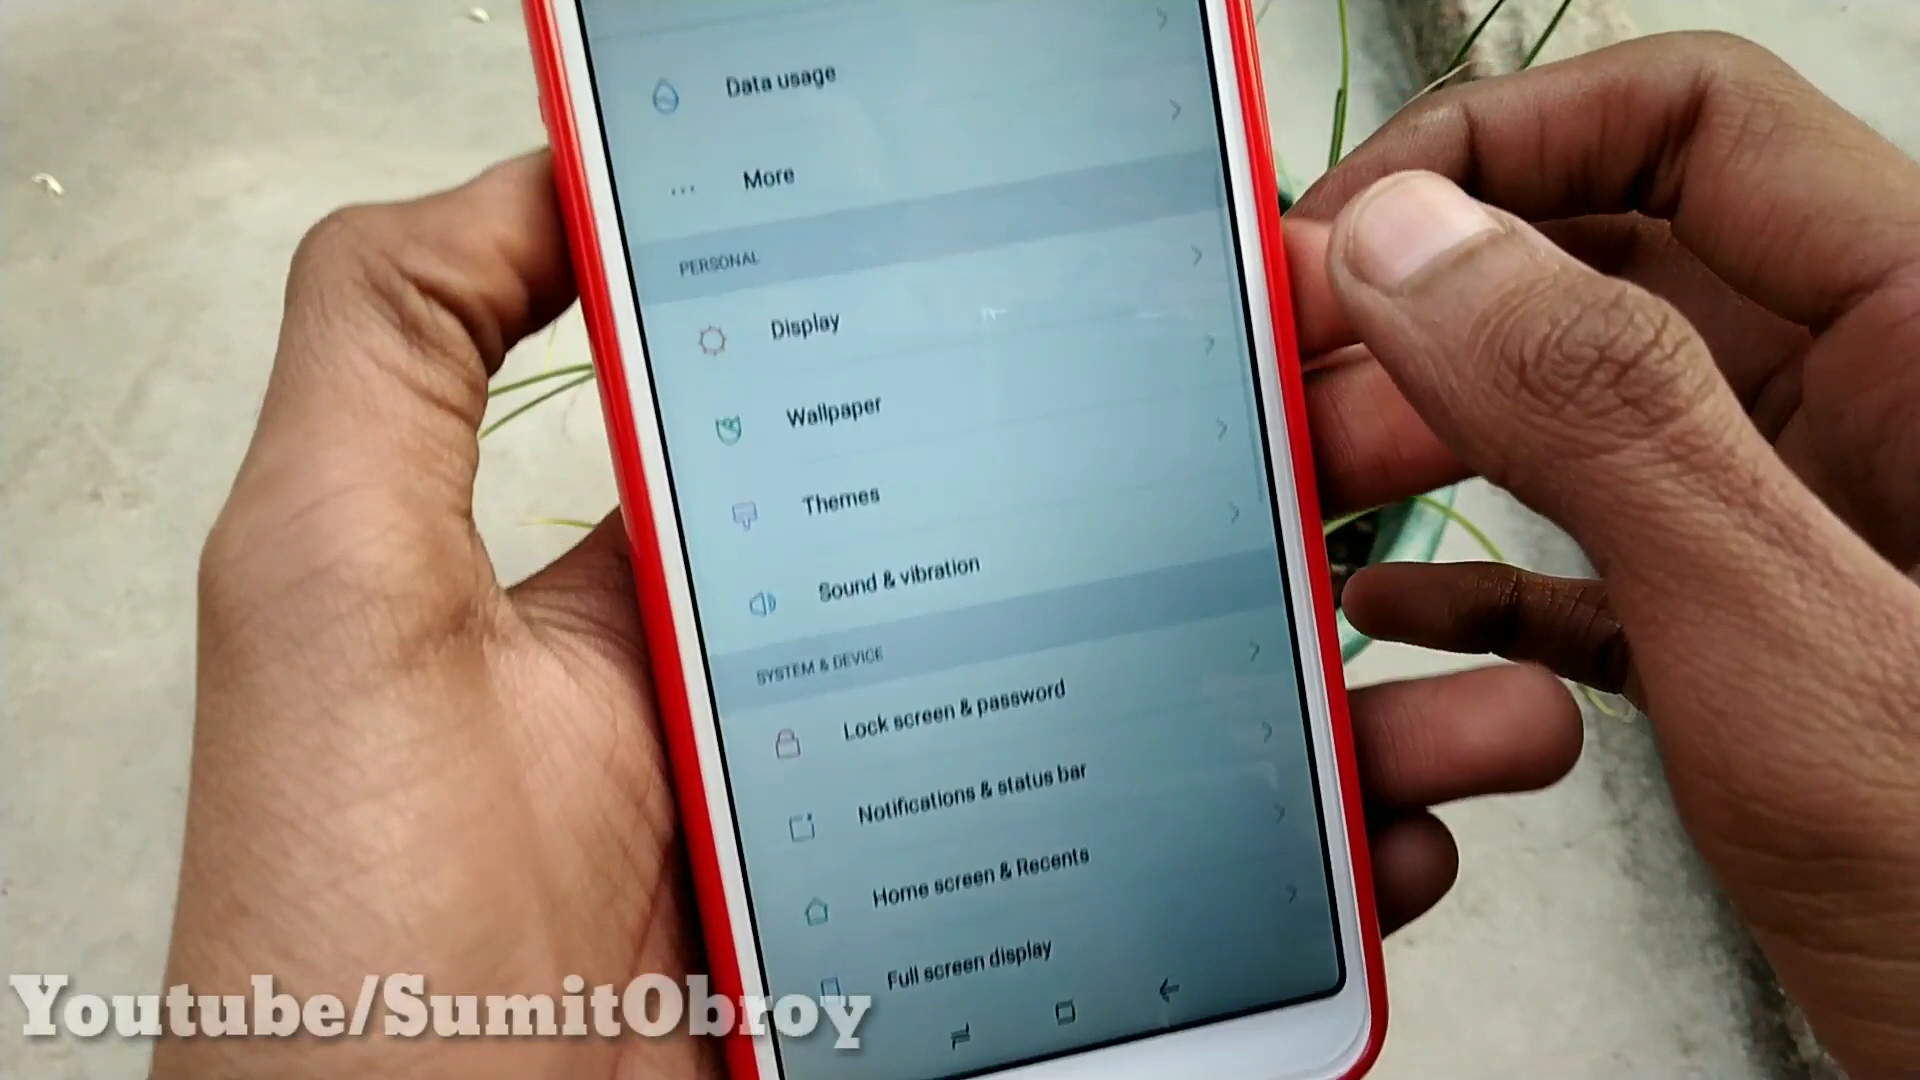 Data usage
More
PERSONAL
Display
Wallpaper
Themes
Sound & vibration
SYSTEM & DEVICE
Lock screen & password
Notifications & status bar
Home screen & Recents
Full screen display
Youtube/SumitObroy